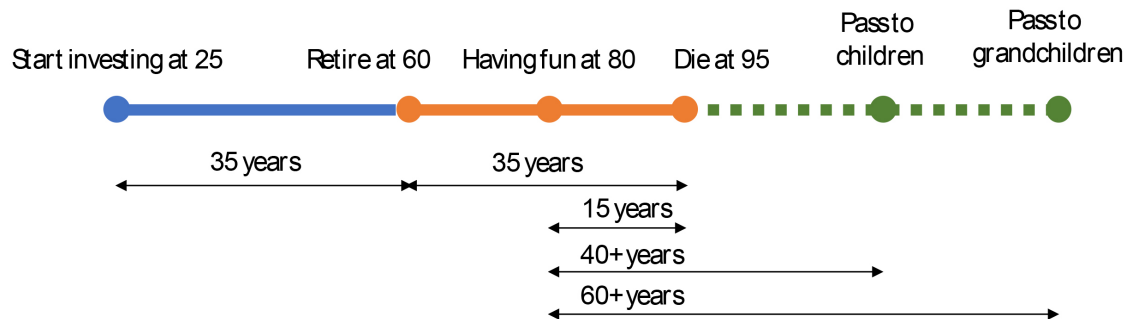 Start investing at 25
Retire at 60
Having fun at 80
Die at 95
Pass to
children
Pass to
grandchildren
35 years
35 years
15 years
40+ years
60+ years